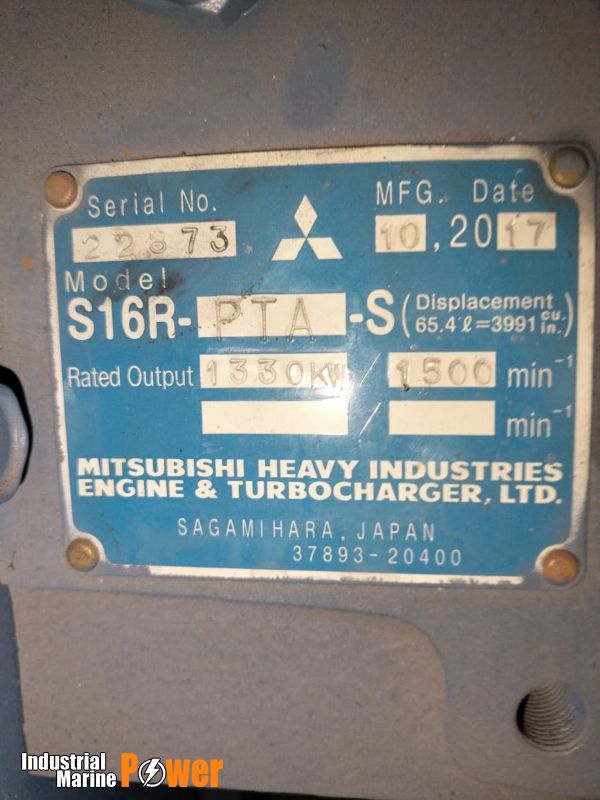 Serial No. MFG. Date
22873 10, 2017
Model
S16R-PTA-S (Displacement 65.4ℓ=3991 cu. in.)
Rated Output 1330KW / 1500 min⁻¹
min⁻¹
MITSUBISHI HEAVY INDUSTRIES
ENGINE & TURBOCHARGER, LTD.
SAGAMIHARA, JAPAN
37893-20400
Industrial
Marine Power